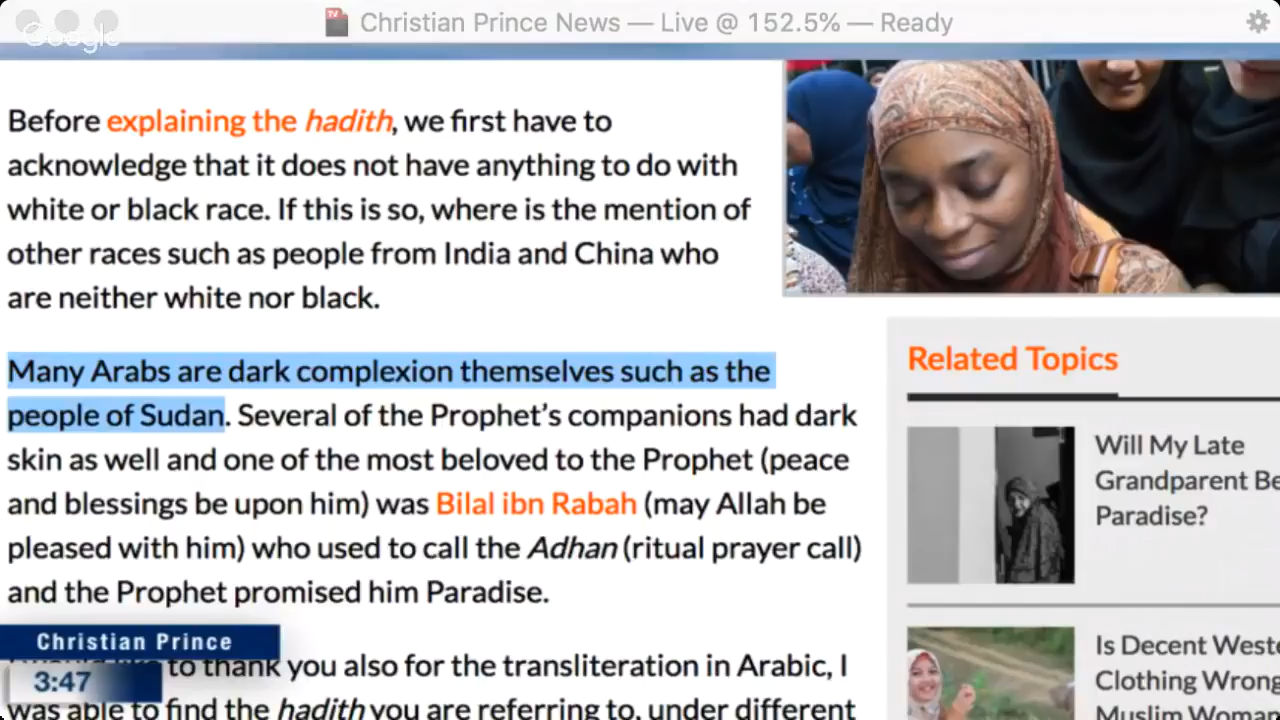 Christian Prince News — Live @ 152.5% — Ready
Google
Before explaining the hadith, we first have to
acknowledge that it does not have anything to do with
white or black race. If this is so, where is the mention of
other races such as people from India and China who
are neither white nor black.
Many Arabs are dark complexion themselves such as the
people of Sudan. Several of the Prophet's companions had dark
skin as well and one of the most beloved to the Prophet (peace
and blessings be upon him) was Bilal ibn Rabah (may Allah be
pleased with him) who used to call the Adhan (ritual prayer call)
and the Prophet promised him Paradise.
to thank you also for the transliteration in Arabic, I
was able to find the hadith you are referring to, under different
Christian Prince
3:47
Related Topics
Will My Late
Grandparent Be
Paradise?
Is Decent Weste
Clothing Wrong
Muslim Woma